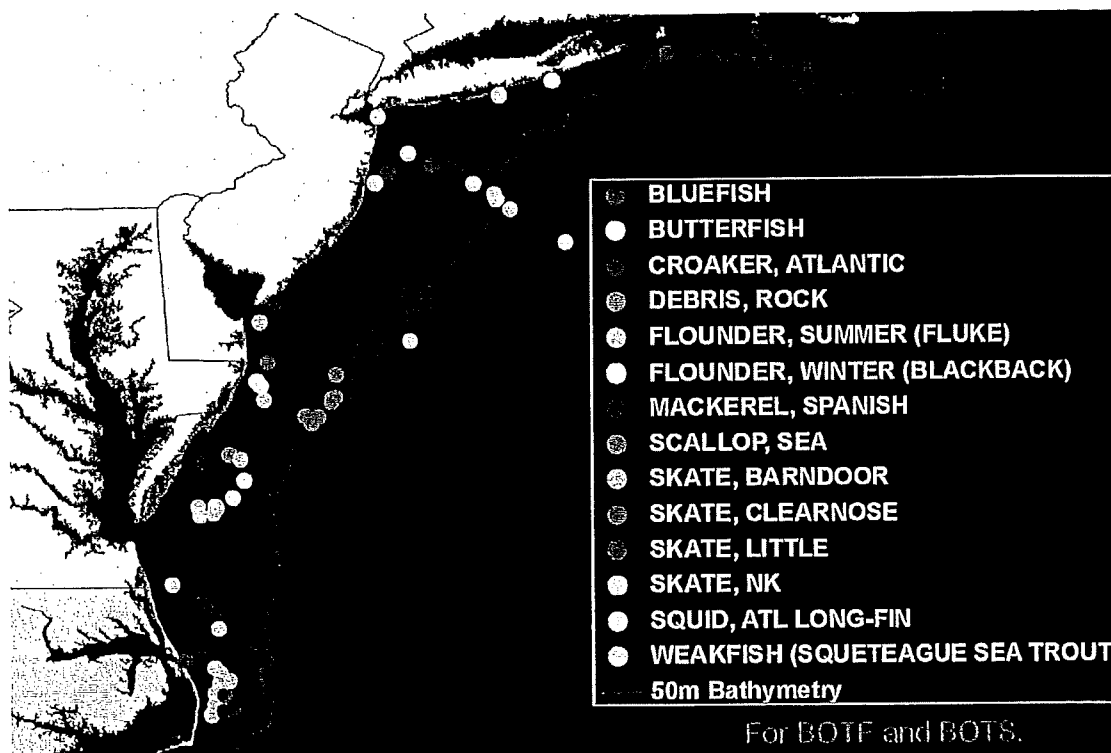 BLUEFISH
BUTTERFISH
CROAKER, ATLANTIC
DEBRIS, ROCK
FLOUNDER, SUMMER (FLUKE)
FLOUNDER, WINTER (BLACKBACK)
MACKEREL, SPANISH
SCALLOP, SEA
SKATE, BARNDOOR
SKATE, CLEARNOSE
SKATE, LITTLE
SKATE, NK
SQUID, ATL LONG-FIN
WEAKFISH (SQUETEAGUE SEA TROUT
50m Bathymetry
For BOTF and BOTS.